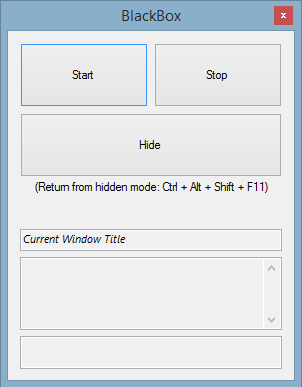 BlackBox
x
Start
Stop
Hide
(Return from hidden mode: Ctrl + Alt + Shift + F11)
Current Window Title